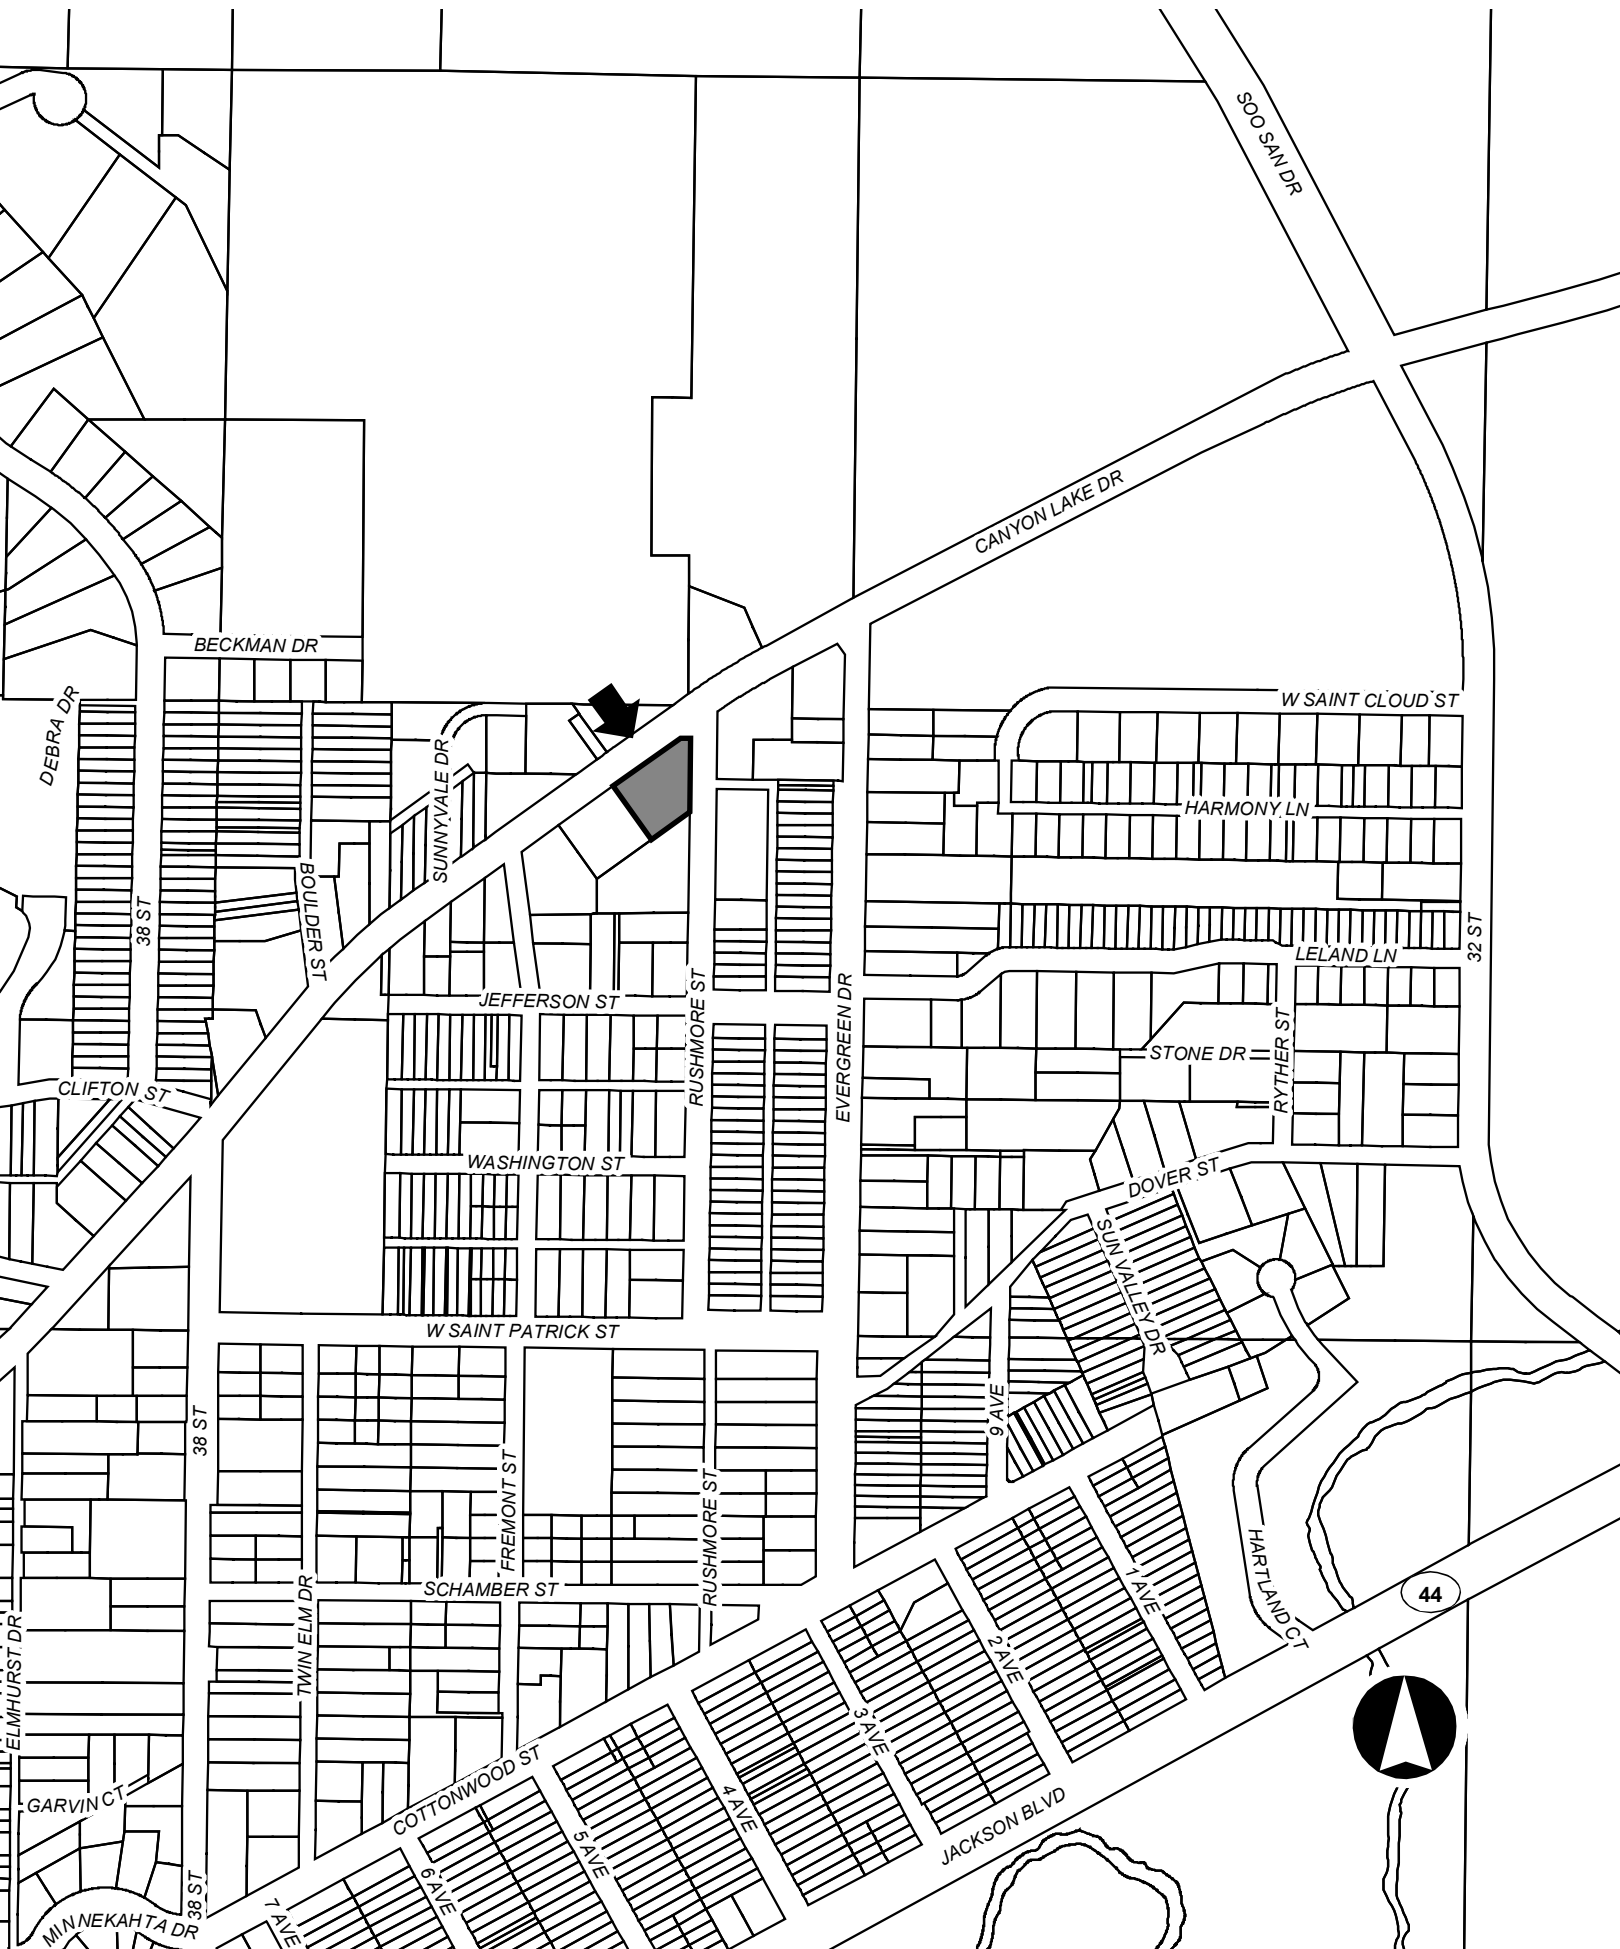 SOO SAN DR
CANYON LAKE DR
BECKMAN DR
W SAINT CLOUD ST
DEBRA DR
SUNNYVALE DR
HARMONY LN
BOULDER ST
38 ST
32 ST
LELAND LN
JEFFERSON ST
RUSHMORE ST
EVERGREEN DR
STONE DR
RYTHER ST
CLIFTON ST
WASHINGTON ST
DOVER ST
SUN VALLEY DR
W SAINT PATRICK ST
9 AVE
38 ST
FREMONT ST
RUSHMORE ST
HARTLAND CT
SCHAMBER ST
1 AVE
44
TWIN ELM DR
ELMHURST DR
2 AVE
3 AVE
COTTONWOOD ST
4 AVE
GARVIN CT
JACKSON BLVD
5 AVE
6 AVE
38 ST
7 AVE
MINNEKAHTA DR